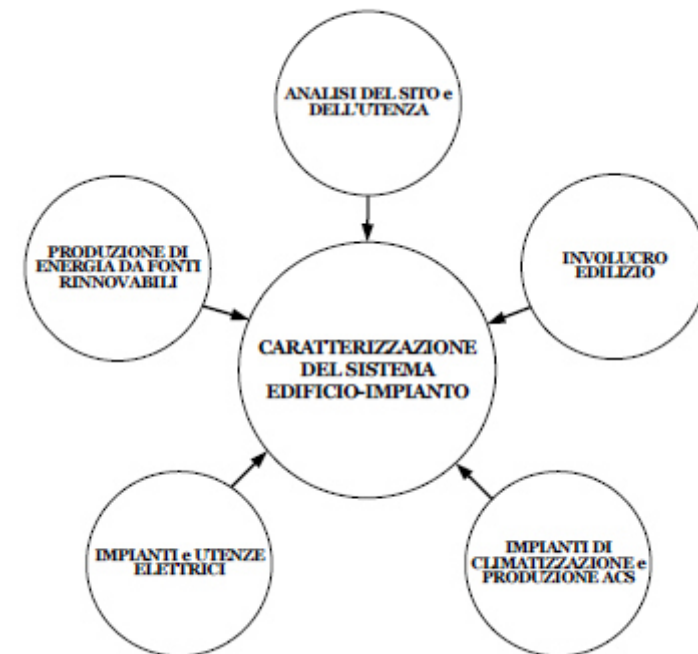 ANALISI DEL SITO e
DELL'UTENZA
PRODUZIONE DI
ENERGIA DA FONTI
RINNOVABILI
INVOLUCRO
EDILIZIO
CARATTERIZZAZIONE
DEL SISTEMA
EDIFICIO-IMPIANTO
IMPIANTI e UTENZE
ELETTRICI
IMPIANTI DI
CLIMATIZZAZIONE e
PRODUZIONE ACS